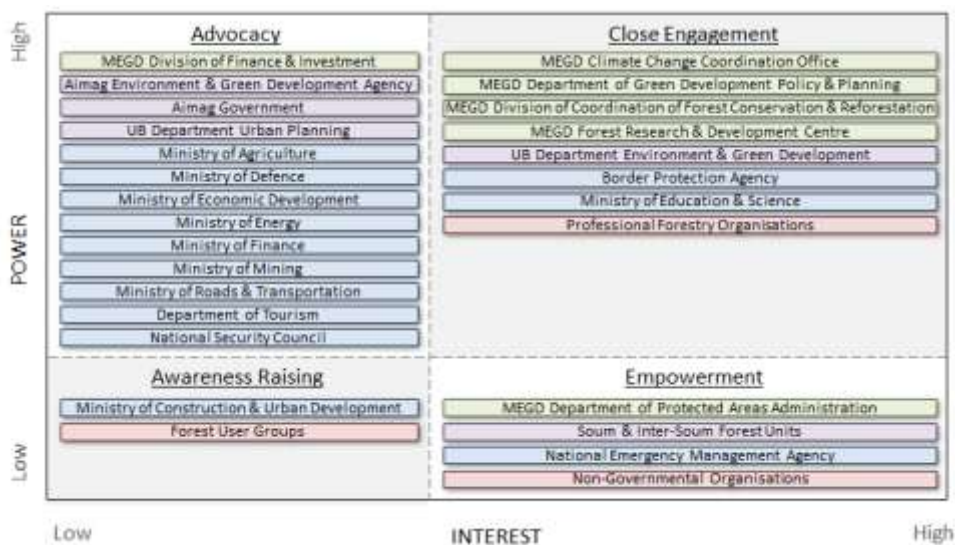 High
Advocacy
MEGD Division of Finance & Investment
Aimag Environment & Green Development Agency
Aimag Government
UB Department Urban Planning
Ministry of Agriculture
Ministry of Defence
Ministry of Economic Development
Ministry of Energy
Ministry of Finance
Ministry of Mining
Ministry of Roads & Transportation
Department of Tourism
National Security Council
Close Engagement
MEGD Climate Change Coordination Office
MEGD Department of Green Development Policy & Planning
MEGD Division of Coordination of Forest Conservation & Reforestation
MEGD Forest Research & Development Centre
UB Department Environment & Green Development
Border Protection Agency
Ministry of Education & Science
Professional Forestry Organisations
POWER
Awareness Raising
Ministry of Construction & Urban Development
Forest User Groups
Empowerment
MEGD Department of Protected Areas Administration
Soum & Inter-Soum Forest Units
National Emergency Management Agency
Non-Governmental Organisations
Low
Low
INTEREST
High